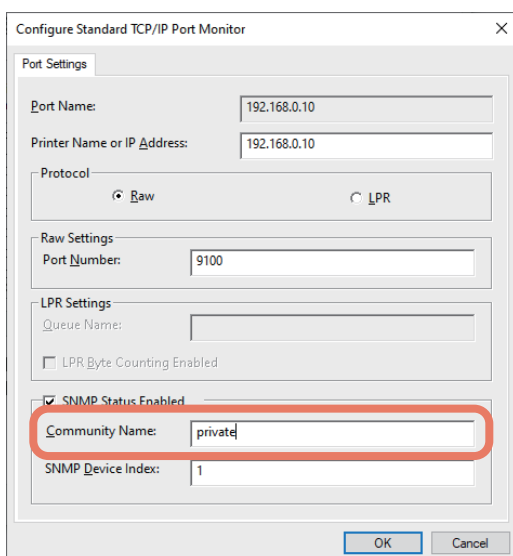 Configure Standard TCP/IP Port Monitor
Port Settings
Port Name: 192.168.0.10
Printer Name or IP Address: 192.168.0.10
Protocol
Raw LPR
Raw Settings
Port Number: 9100
LPR Settings
Queue Name:
LPR Byte Counting Enabled
SNMP Status Enabled
Community Name: private
SNMP Device Index: 1
OK Cancel